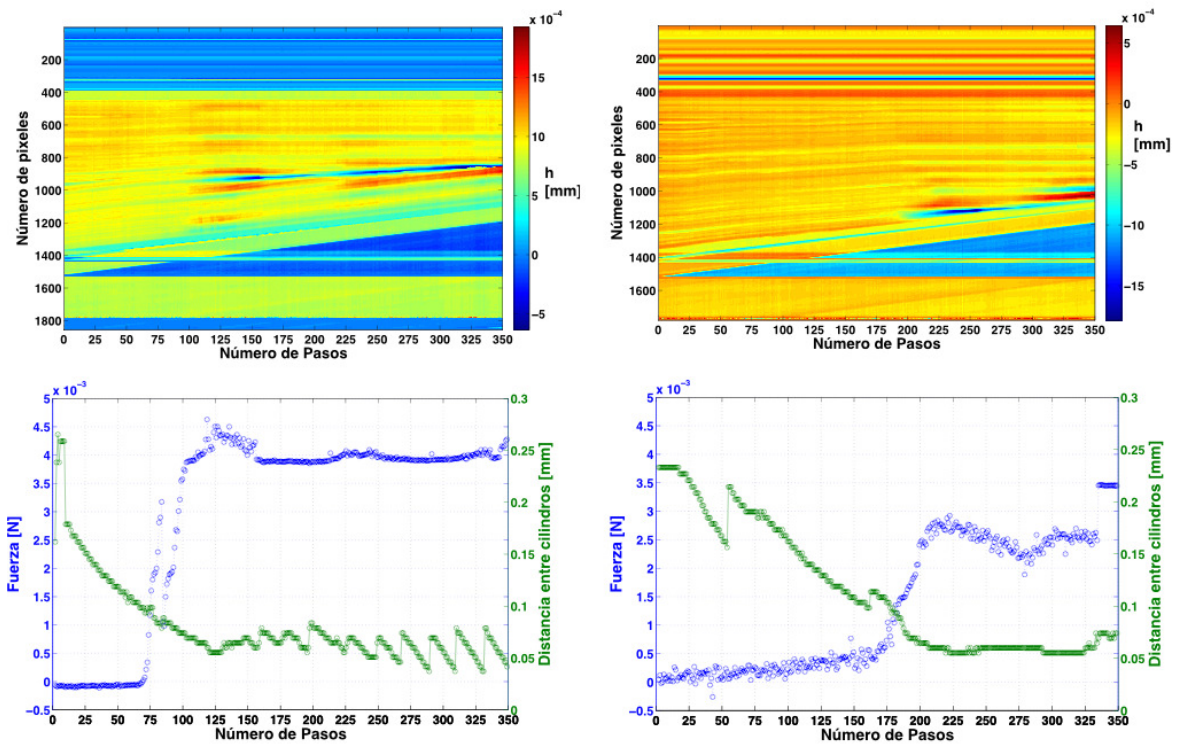 x 10⁻⁴
200
400
600
800
1000
1200
1400
1600
1800
Número de pixeles
0 25 50 75 100 125 150 175 200 225 250 275 300 325 350
Número de Pasos
15
10
5
0
−5
h
[mm]
x 10⁻⁴
200
400
600
800
1000
1200
1400
1600
Número de pixeles
0 25 50 75 100 125 150 175 200 225 250 275 300 325 350
Número de Pasos
5
0
−5
−10
−15
h
[mm]
x 10⁻³
5
4.5
4
3.5
3
2.5
2
1.5
1
0.5
0
−0.5
Fuerza [N]
0 25 50 75 100 125 150 175 200 225 250 275 300 325 350
Número de Pasos
0.3
0.25
0.2
0.15
0.1
0.05
0
Distancia entre cilindros [mm]
x 10⁻³
5
4.5
4
3.5
3
2.5
2
1.5
1
0.5
0
−0.5
Fuerza [N]
0 25 50 75 100 125 150 175 200 225 250 275 300 325 350
Número de Pasos
0.3
0.25
0.2
0.15
0.1
0.05
0
Distancia entre cilindros [mm]